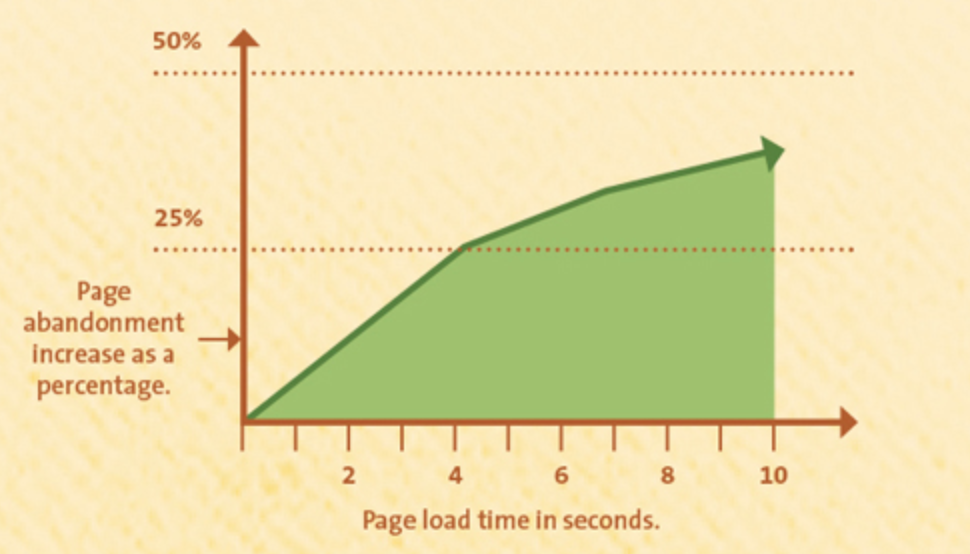 50%
25%
Page
abandonment
increase as a
percentage.
2 4 6 8 10
Page load time in seconds.